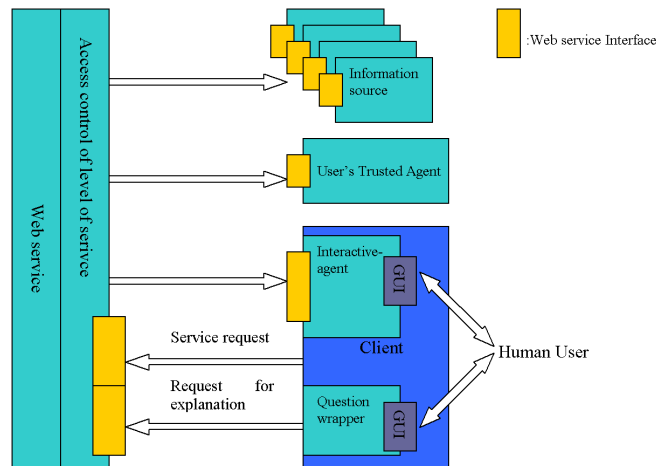 Web service
Access control of level of serivce
Information
source
:Web service Interface
User's Trusted Agent
Interactive-
agent
GUI
Client
Service request
Request for
explanation
Human User
Question
wrapper
GUI